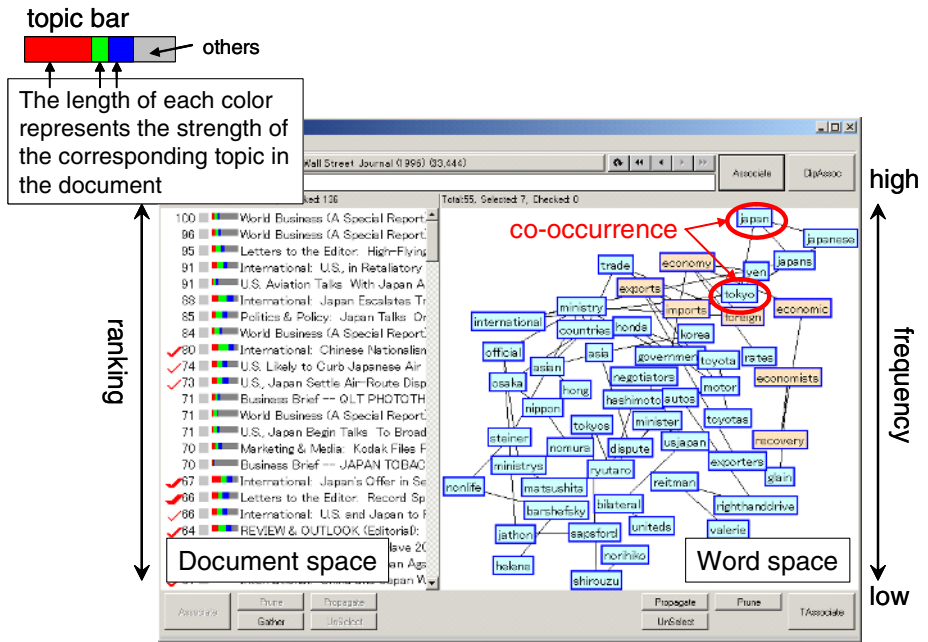 topic bar
others
The length of each color
represents the strength of
the corresponding topic in
the document
Wall Street Journal (1996) (33,444)
Associate
ClipAssoc
ked: 136
Total:55, Selected: 7, Checked: 0
high
ranking
frequency
low
100 World Business (A Special Report:
96 World Business (A Special Report:
95 Letters to the Editor: High-Flying
91 International: U.S., in Retaliatory
91 U.S. Aviation Talks With Japan A
88 International: Japan Escalates Tr
85 Politics & Policy: Japan Talks On
84 World Business (A Special Report:
80 International: Chinese Nationalism
74 U.S. Likely to Curb Japanese Air
73 U.S., Japan Settle Air-Route Disp
71 Business Brief -- QLT PHOTOTH
71 World Business (A Special Report:
71 U.S., Japan Begin Talks To Broad
70 Marketing & Media: Kodak Files F
70 Business Brief -- JAPAN TOBAC
67 International: Japan's Offer in Se
66 Letters to the Editor: Record Sp
66 International: U.S. and Japan to R
64 REVIEW & OUTLOOK (Editorial):
Document space
co-occurrence
japan
japanese
economy
japans
trade
yen
exports
tokyo
ministry
imports
economic
foreign
international
countries
honda
korea
official
asia
government
toyota
rates
asian
osaka
negotiators
economists
hong
motor
hashimoto
autos
nippon
toyotas
tokyos
minister
steiner
usjapan
recovery
nomura
dispute
exporters
ministrys
ryutaro
glain
nonlife
matsushita
reitman
bilateral
righthanddrive
barshefsky
uniteds
valerie
jathon
sapsford
helene
norihiko
shirouzu
Word space
Associate
Prune
Propagate
Gather
UnSelect
Propagate
Prune
UnSelect
TAssociate